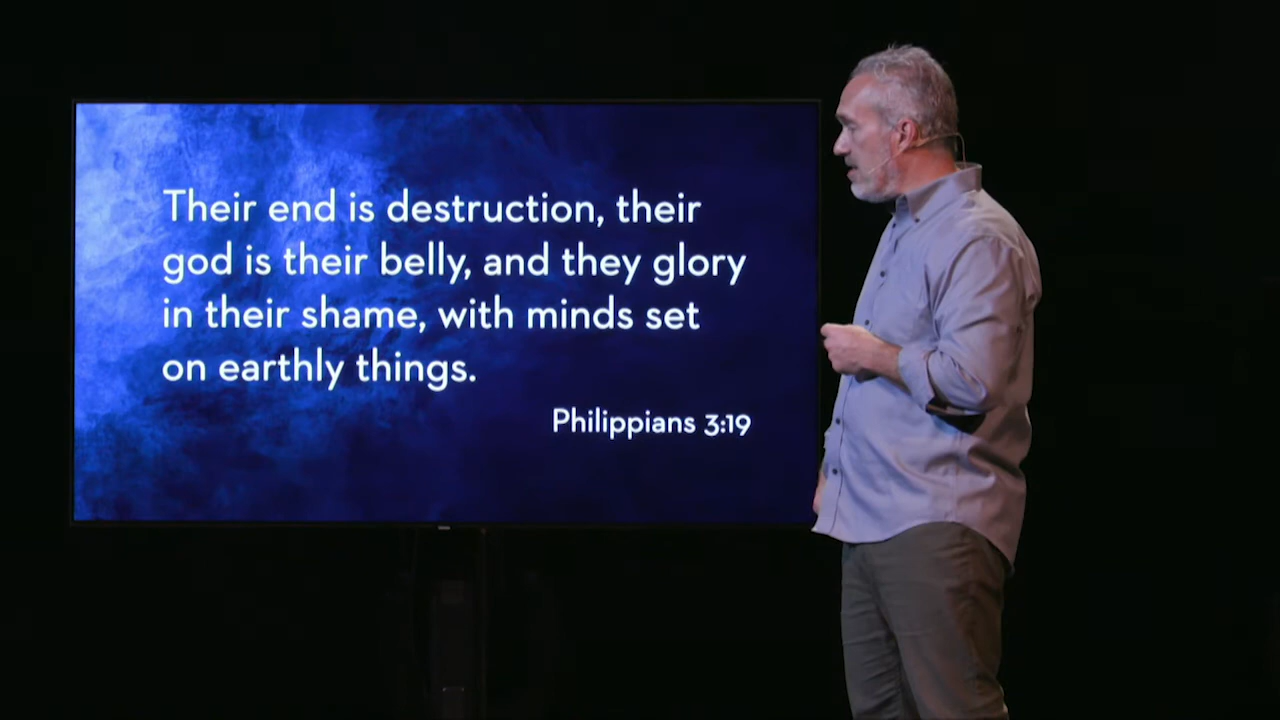 Their end is destruction, their
god is their belly, and they glory
in their shame, with minds set
on earthly things.
Philippians 3:19